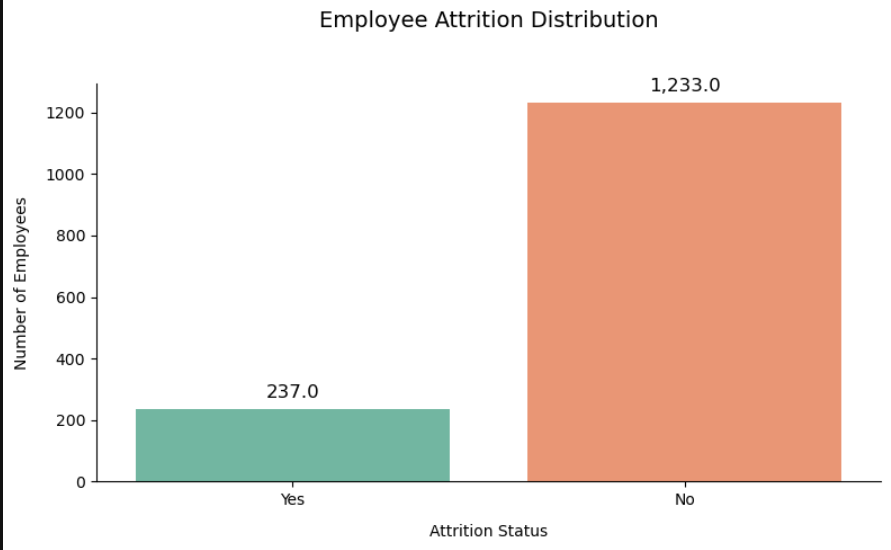 Employee Attrition Distribution
1,233.0
1200
1000
800
600
400
237.0
200
0
Number of Employees
Yes
No
Attrition Status